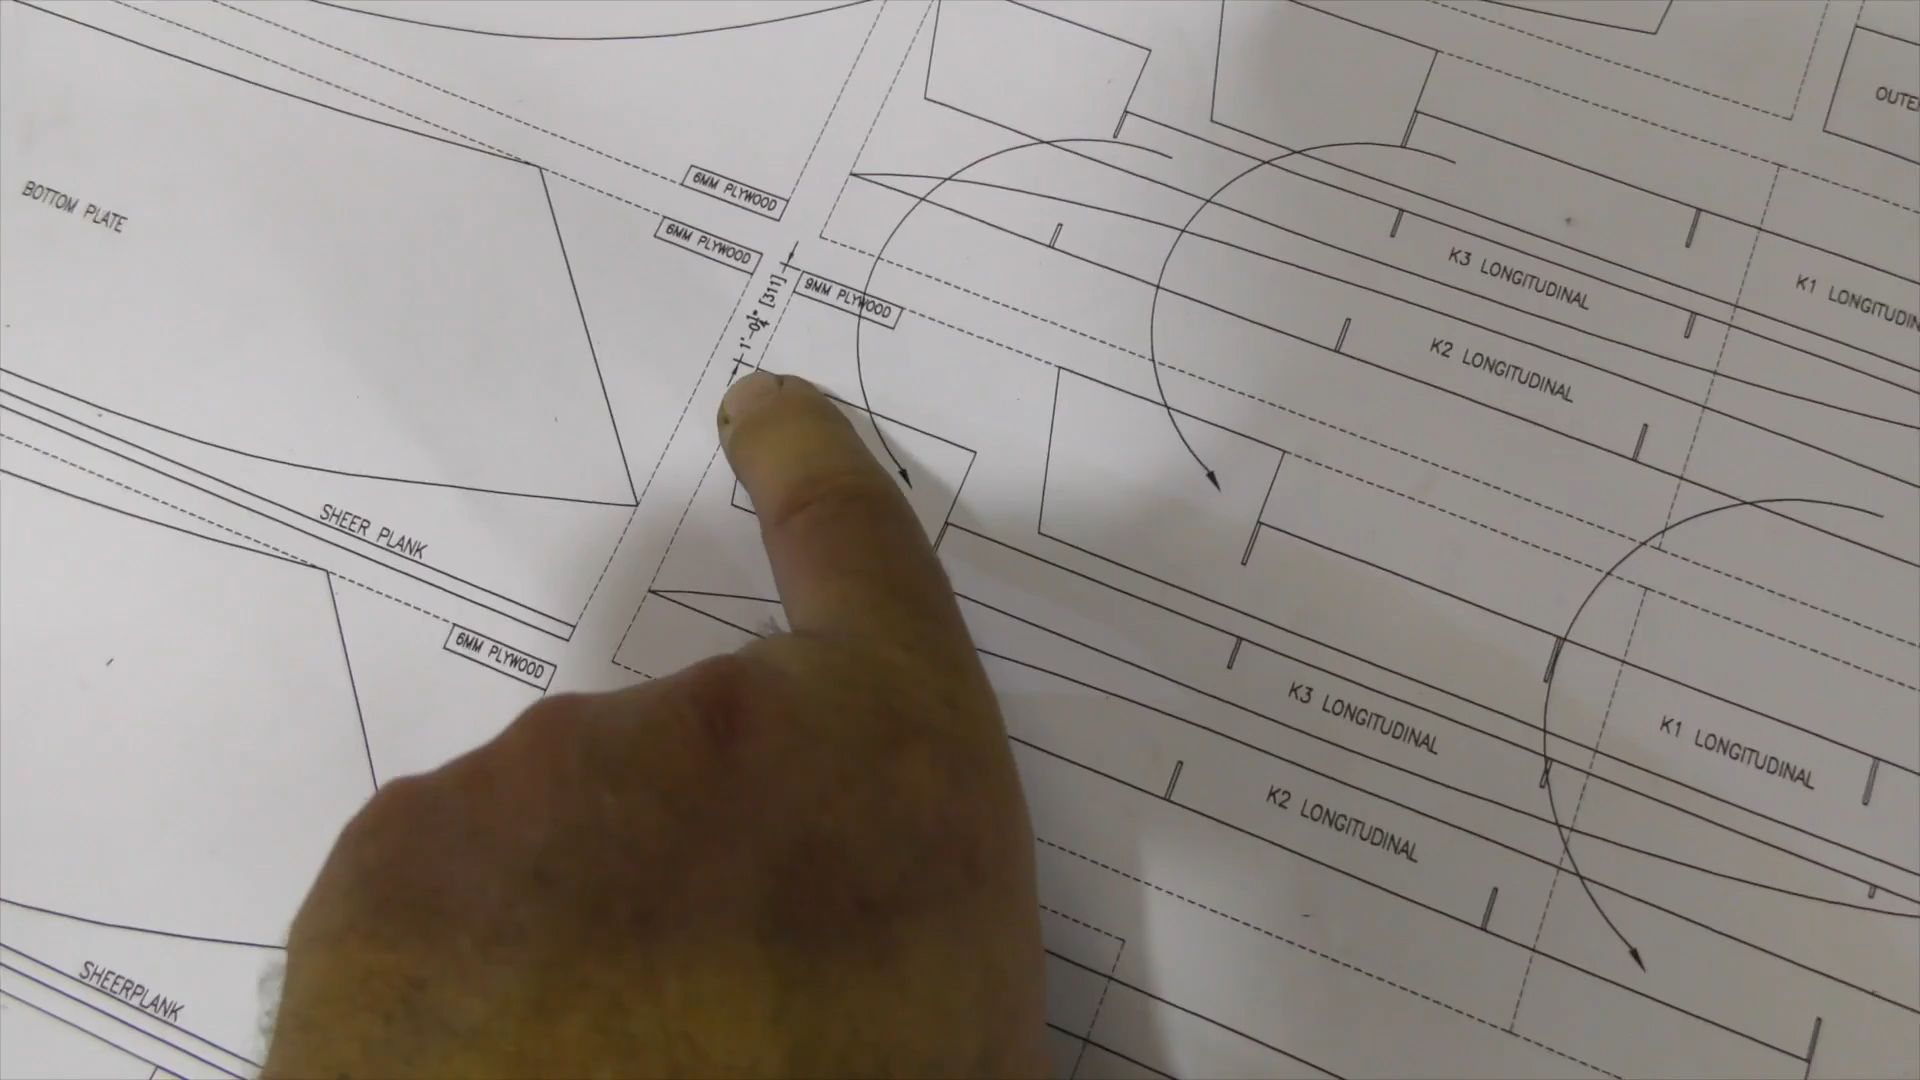 OUTE
BOTTOM PLATE
6MM PLYWOOD
6MM PLYWOOD
9MM PLYWOOD
1'-0¼" [311]
K3 LONGITUDINAL
K1 LONGITUDIN
K2 LONGITUDINAL
SHEER PLANK
6MM PLYWOOD
K3 LONGITUDINAL
K1 LONGITUDINAL
K2 LONGITUDINAL
SHEERPLANK